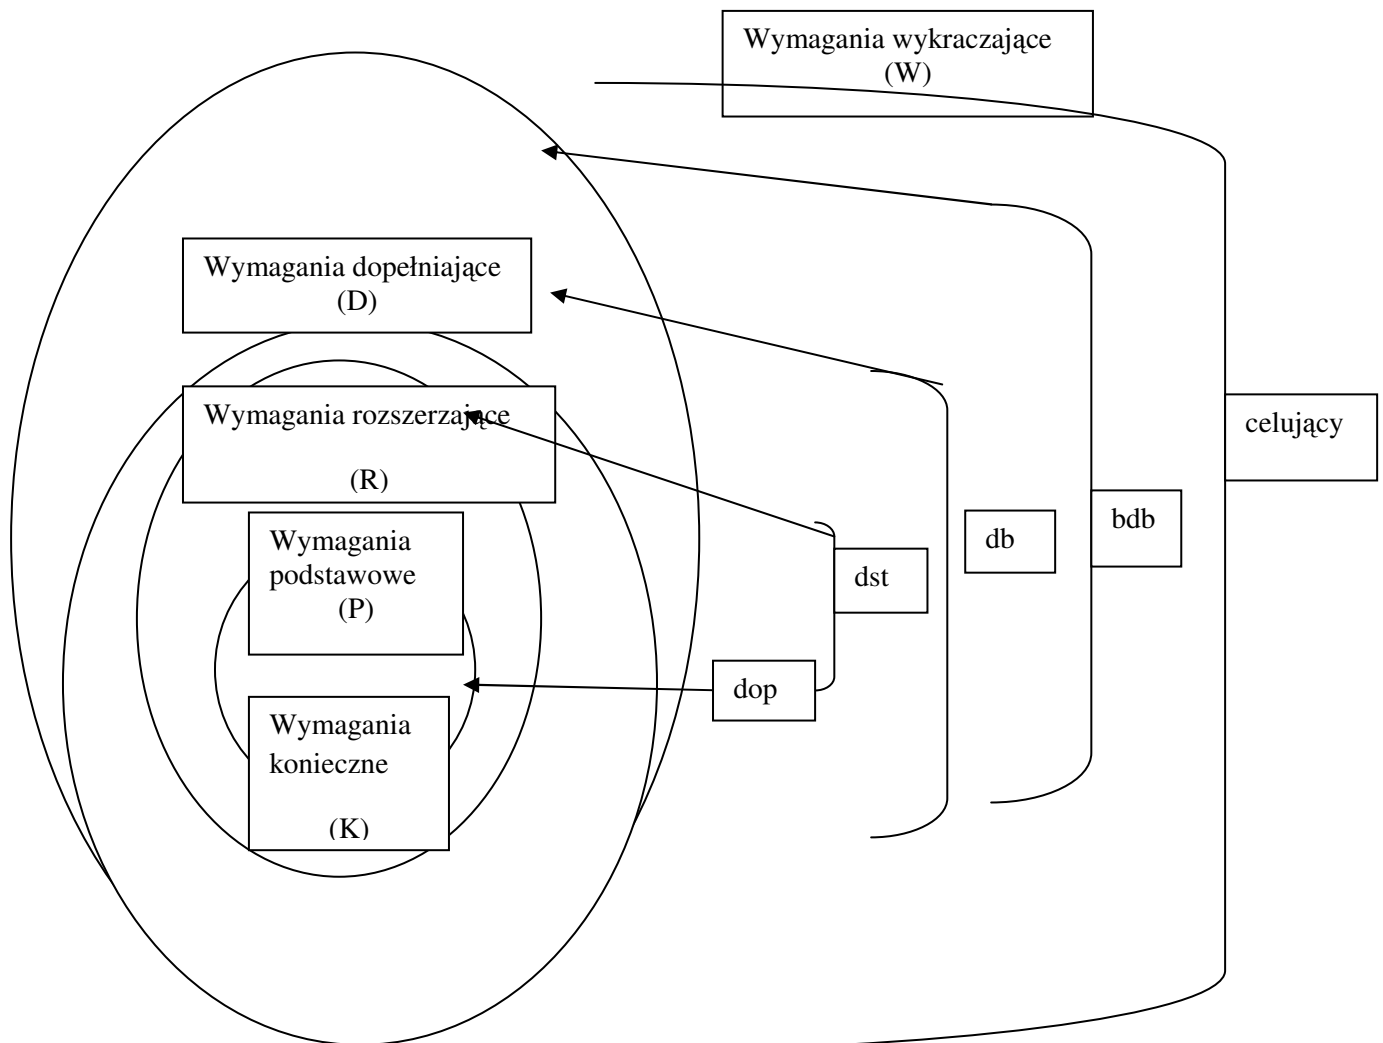 Wymagania wykraczające
(W)
Wymagania dopełniające
(D)
Wymagania rozszerzające
(R)
celujący
Wymagania
podstawowe
(P)
bdb
db
dst
dop
Wymagania
konieczne
(K)